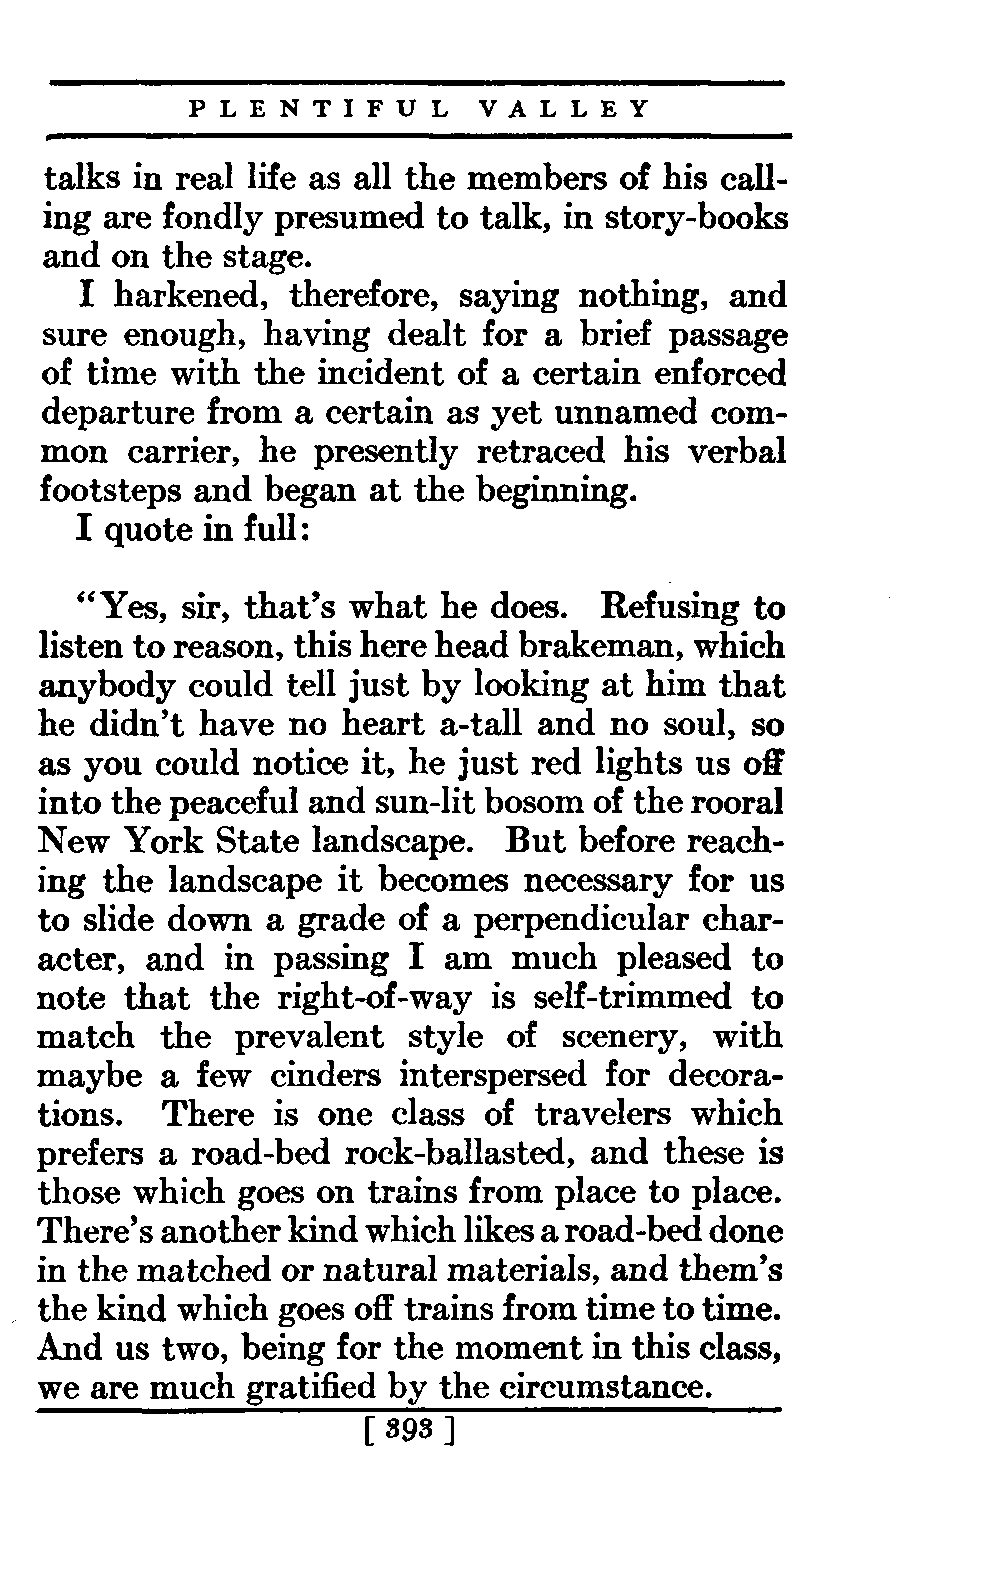 PLENTIFUL VALLEY
talks in real life as all the members of his call-
ing are fondly presumed to talk, in story-books
and on the stage.
I harkened, therefore, saying nothing, and
sure enough, having dealt for a brief passage
of time with the incident of a certain enforced
departure from a certain as yet unnamed com-
mon carrier, he presently retraced his verbal
footsteps and began at the beginning.
I quote in full:
“Yes, sir, that’s what he does. Refusing to
listen to reason, this here head brakeman, which
anybody could tell just by looking at him that
he didn’t have no heart a-tall and no soul, so
as you could notice it, he just red lights us off
into the peaceful and sun-lit bosom of the rooral
New York State landscape. But before reach-
ing the landscape it becomes necessary for us
to slide down a grade of a perpendicular char-
acter, and in passing I am much pleased to
note that the right-of-way is self-trimmed to
match the prevalent style of scenery, with
maybe a few cinders interspersed for decora-
tions. There is one class of travelers which
prefers a road-bed rock-ballasted, and these is
those which goes on trains from place to place.
There’s another kind which likes a road-bed done
in the matched or natural materials, and them’s
the kind which goes off trains from time to time.
And us two, being for the moment in this class,
we are much gratified by the circumstance.
[ 393 ]